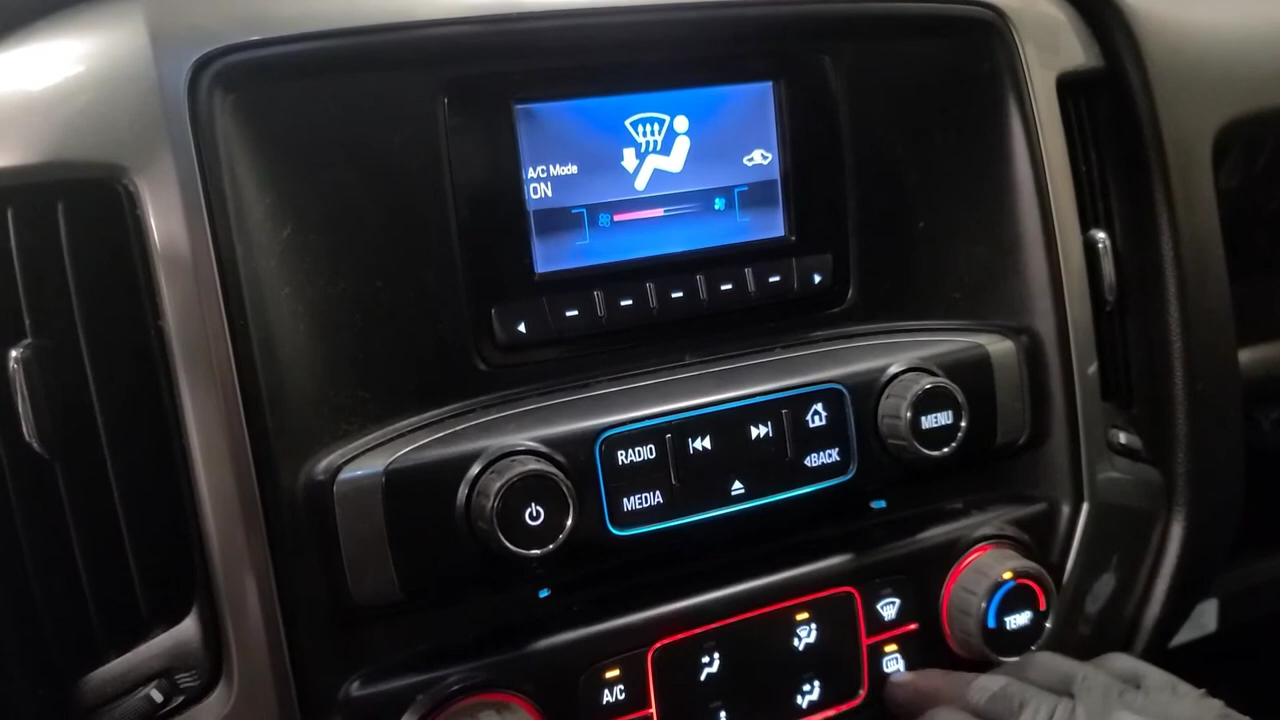 A/C Mode
ON
MENU
RADIO
BACK
MEDIA
TEMP
A/C